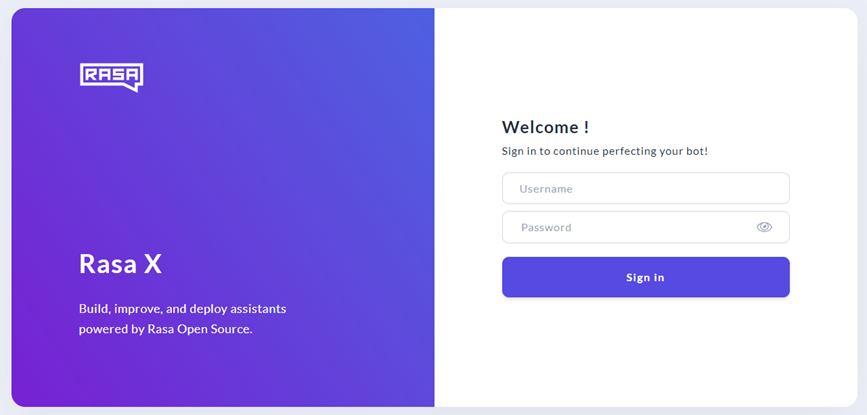 RASA
Rasa X
Build, improve, and deploy assistants
powered by Rasa Open Source.
Welcome !
Sign in to continue perfecting your bot!
Username
Password
Sign in